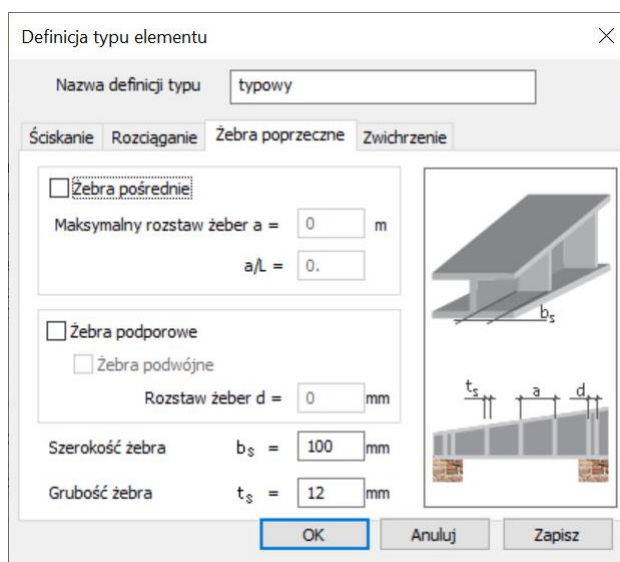 Definicja typu elementu
Nazwa definicji typu typowy
Ściskanie Rozciąganie Żebra poprzeczne Zwichrzenie
Żebra pośrednie
Maksymalny rozstaw żeber a = 0 m
a/L = 0.
Żebra podporowe
Żebra podwójne
Rozstaw żeber d = 0 mm
Szerokość żebra bs = 100 mm
Grubość żebra ts = 12 mm
bs
ts a d
OK Anuluj Zapisz